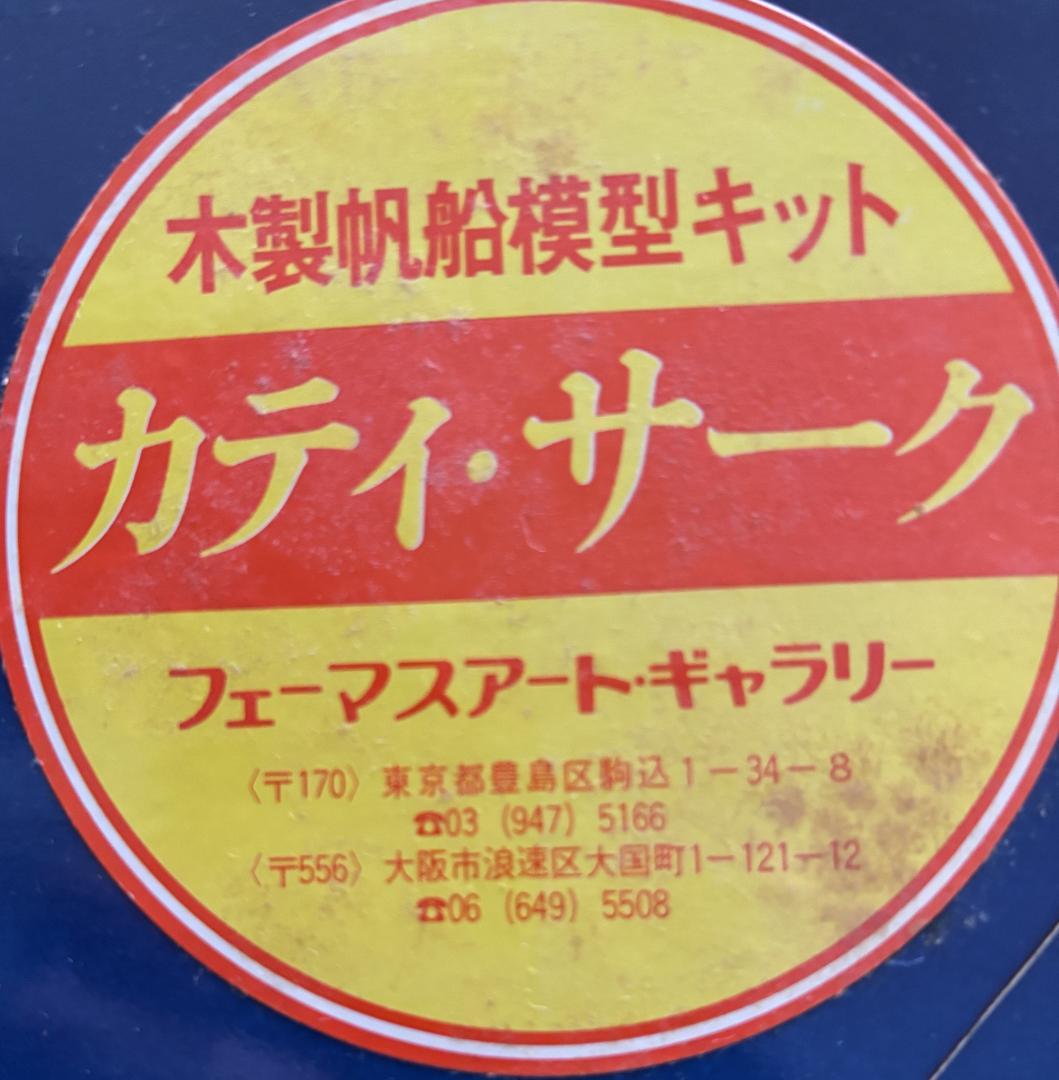 木製帆船模型キット
カティ・サーク
フェーマスアート・ギャラリー
〈〒170〉 東京都豊島区駒込1－34－8
☎03 (947) 5166
〈〒556〉 大阪市浪速区大国町1－121－12
☎06 (649) 5508